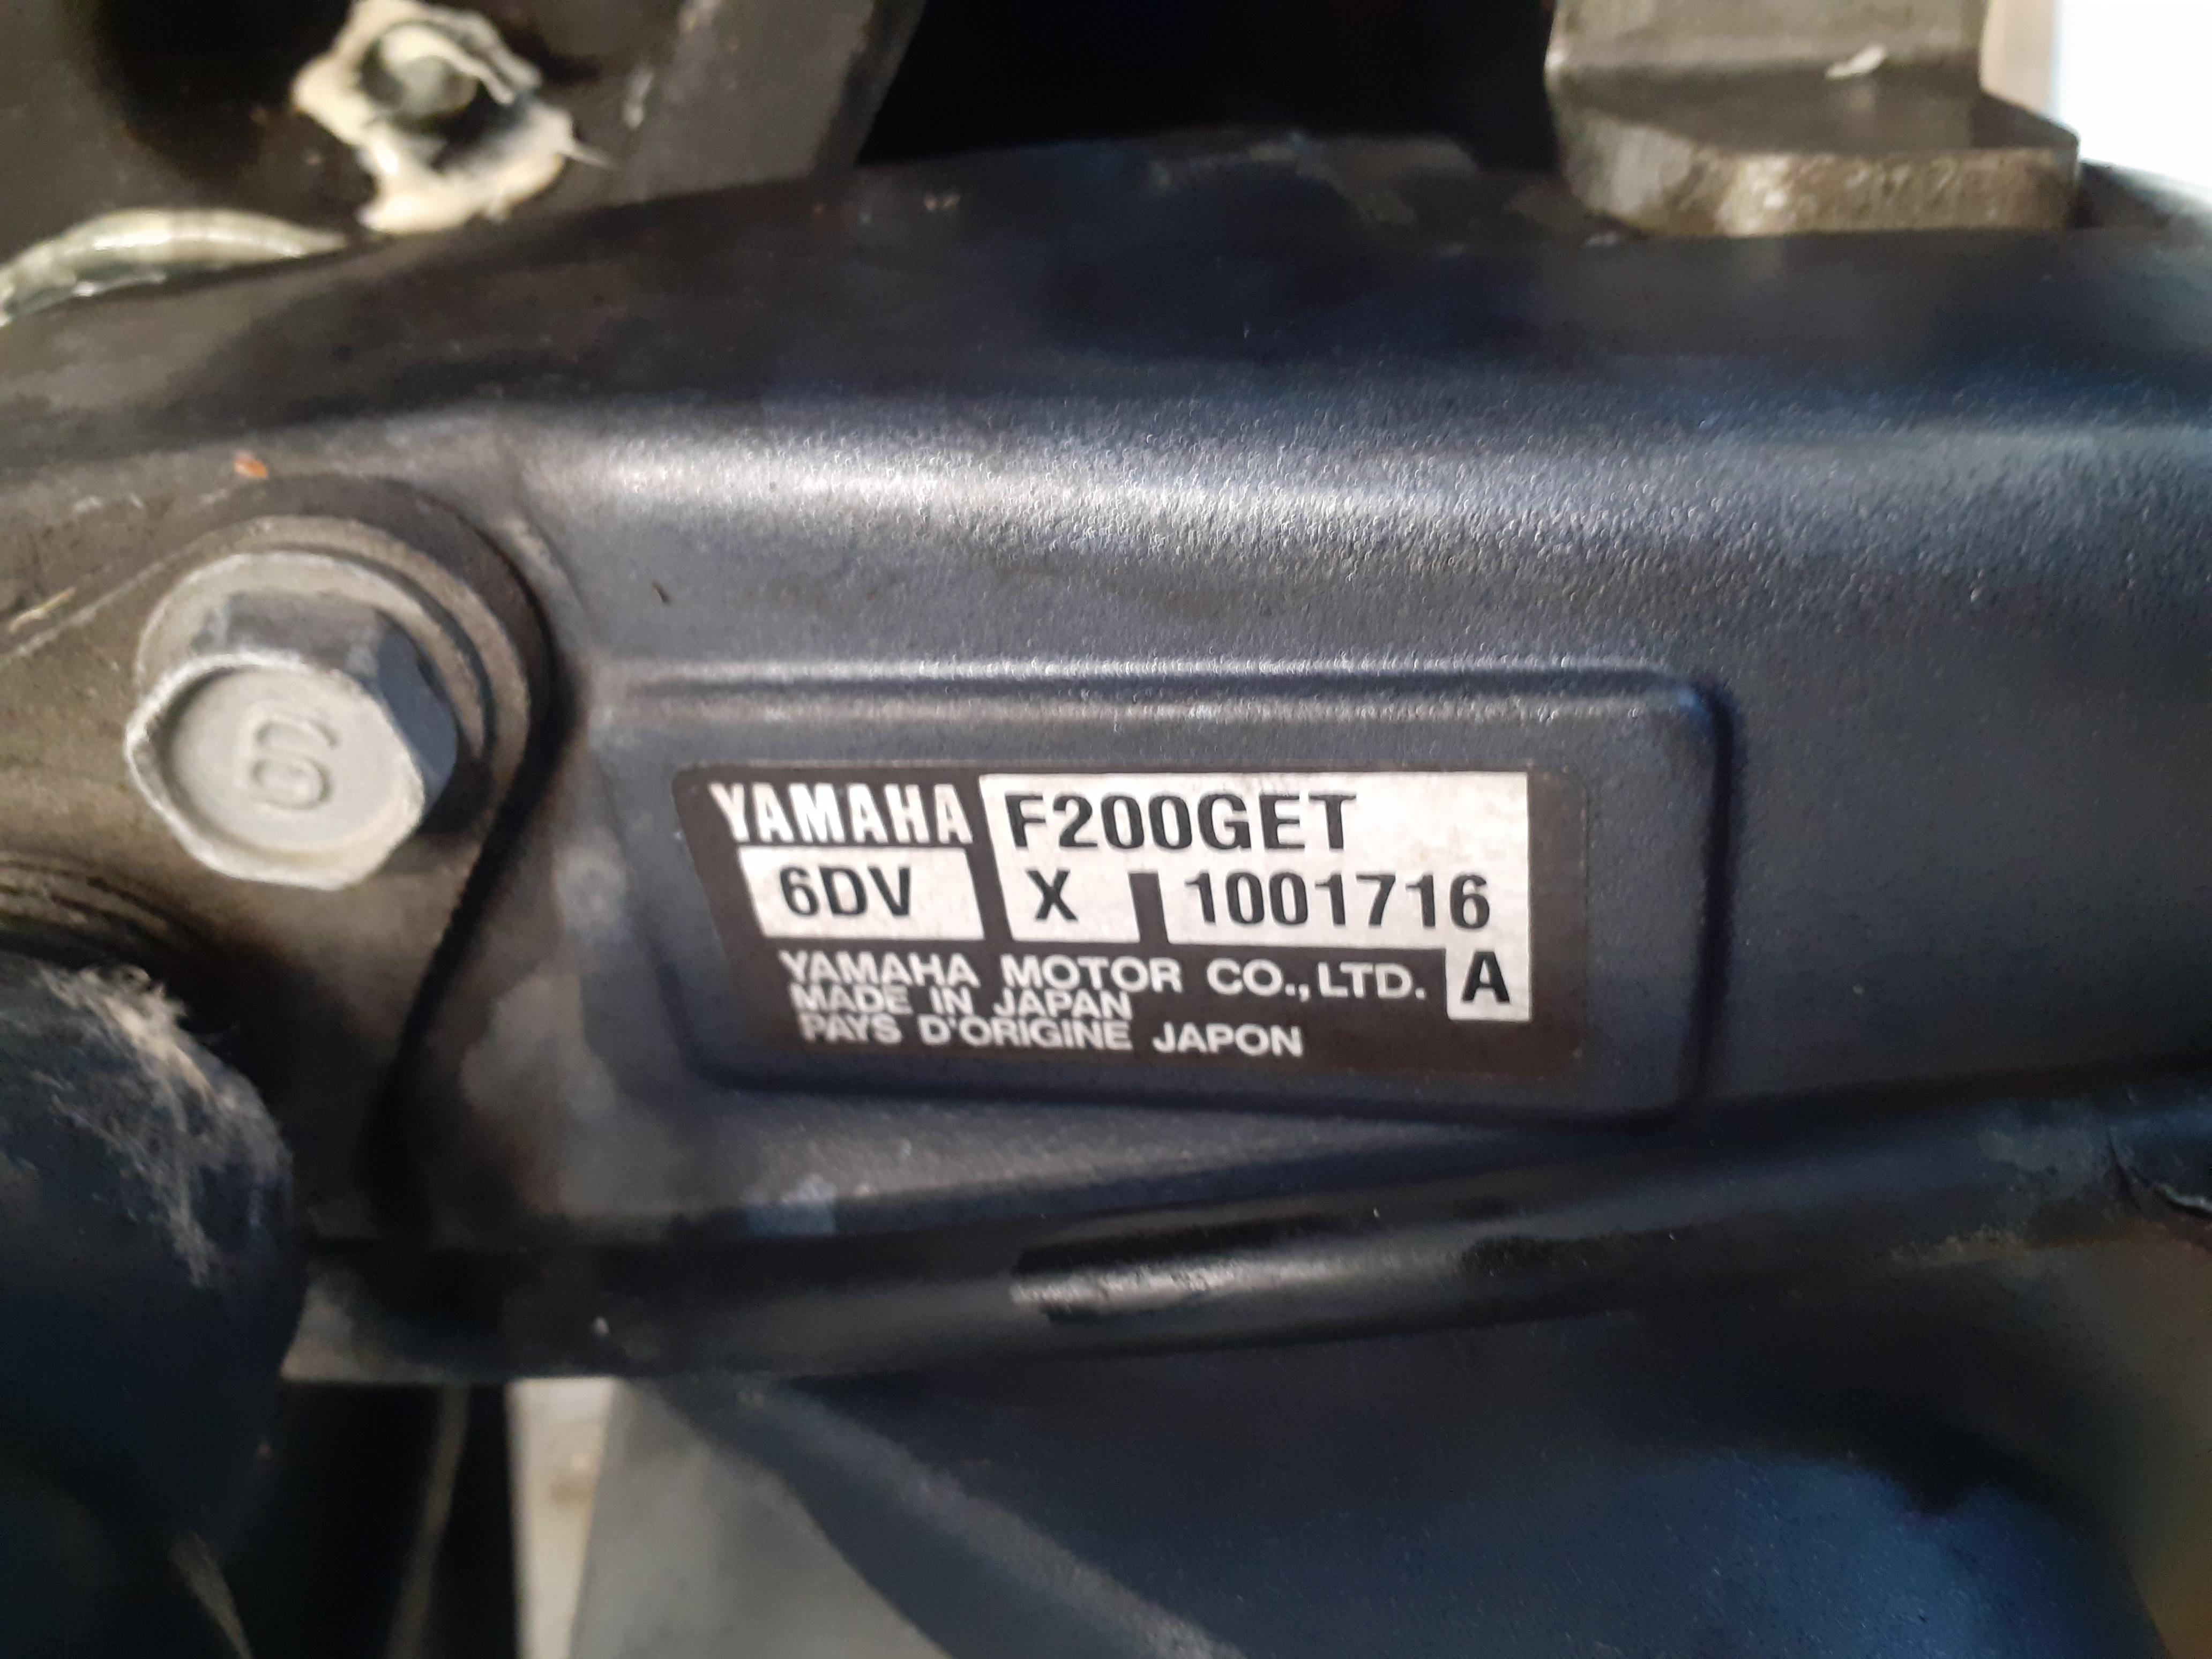 YAMAHA F200GET
6DV X 1001716
YAMAHA MOTOR CO., LTD. A
MADE IN JAPAN
PAYS D'ORIGINE JAPON